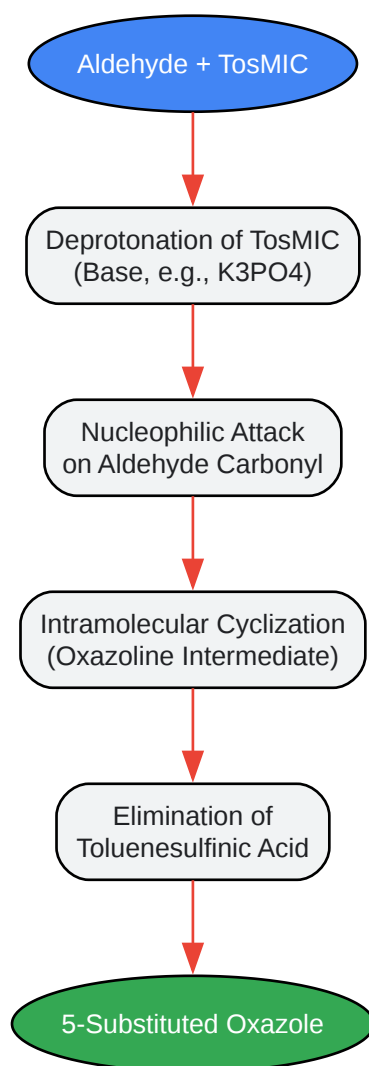 Aldehyde + TosMIC
Deprotonation of TosMIC
(Base, e.g., K3PO4)
Nucleophilic Attack
on Aldehyde Carbonyl
Intramolecular Cyclization
(Oxazoline Intermediate)
Elimination of
Toluenesulfinic Acid
5-Substituted Oxazole